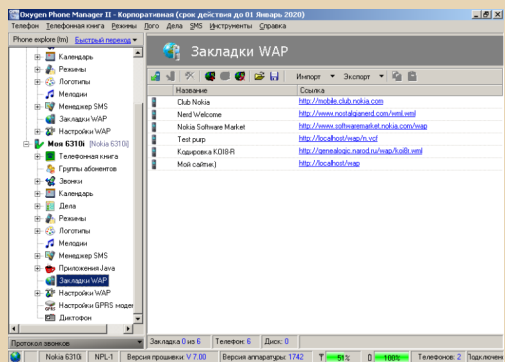 Oxygen Phone Manager II - Корпоративная (срок действия до 01 Январь 2020)
Телефон Телефонная книга Режимы Лого Дела SMS Инструменты Справка
Phone explore (tm) Быстрый переход
Календарь
Режимы
Логотипы
Мелодии
Менеджер SMS
Закладки WAP
Настройки WAP
Моя 6310i [Nokia 6310i]
Телефонная книга
Группы абонентов
Звонки
Календарь
Дела
Режимы
Логотипы
Мелодии
Менеджер SMS
Приложения Java
Закладки WAP
Настройки WAP
Настройки GPRS модем
Диктофон
Протокол звонков
Закладки WAP
Импорт Экспорт
Название Ссылка
Club Nokia http://mobile.club.nokia.com
Nerd Welcome http://www.nostalgianerd.com/wml.wml
Nokia Software Market http://www.softwaremarket.nokia.com/wap
Test purp http://localhost/wap/n.vcf
Кодировка KOI8-R http://genealogic.narod.ru/wap/koi8r.wml
Мой сайтик:) http://localhost/wap
Закладка 0 из 6 Телефон: 6 Диск: 0
Nokia 6310i NPL-1 Версия прошивки: V 7.00 Версия аппаратуры: 1742 51% 100% Телефонов: 2 Подключен